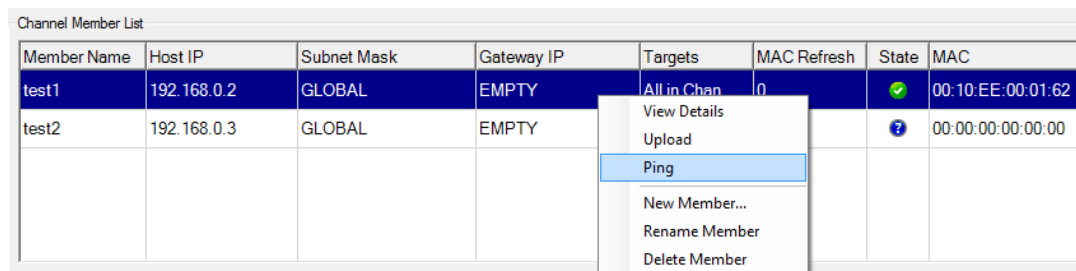 Channel Member List
Member Name Host IP Subnet Mask Gateway IP Targets MAC Refresh State MAC
test1 192.168.0.2 GLOBAL EMPTY All in Chan 0 00:10:EE:00:01:62
test2 192.168.0.3 GLOBAL EMPTY 00:00:00:00:00:00
View Details
Upload
Ping
New Member...
Rename Member
Delete Member